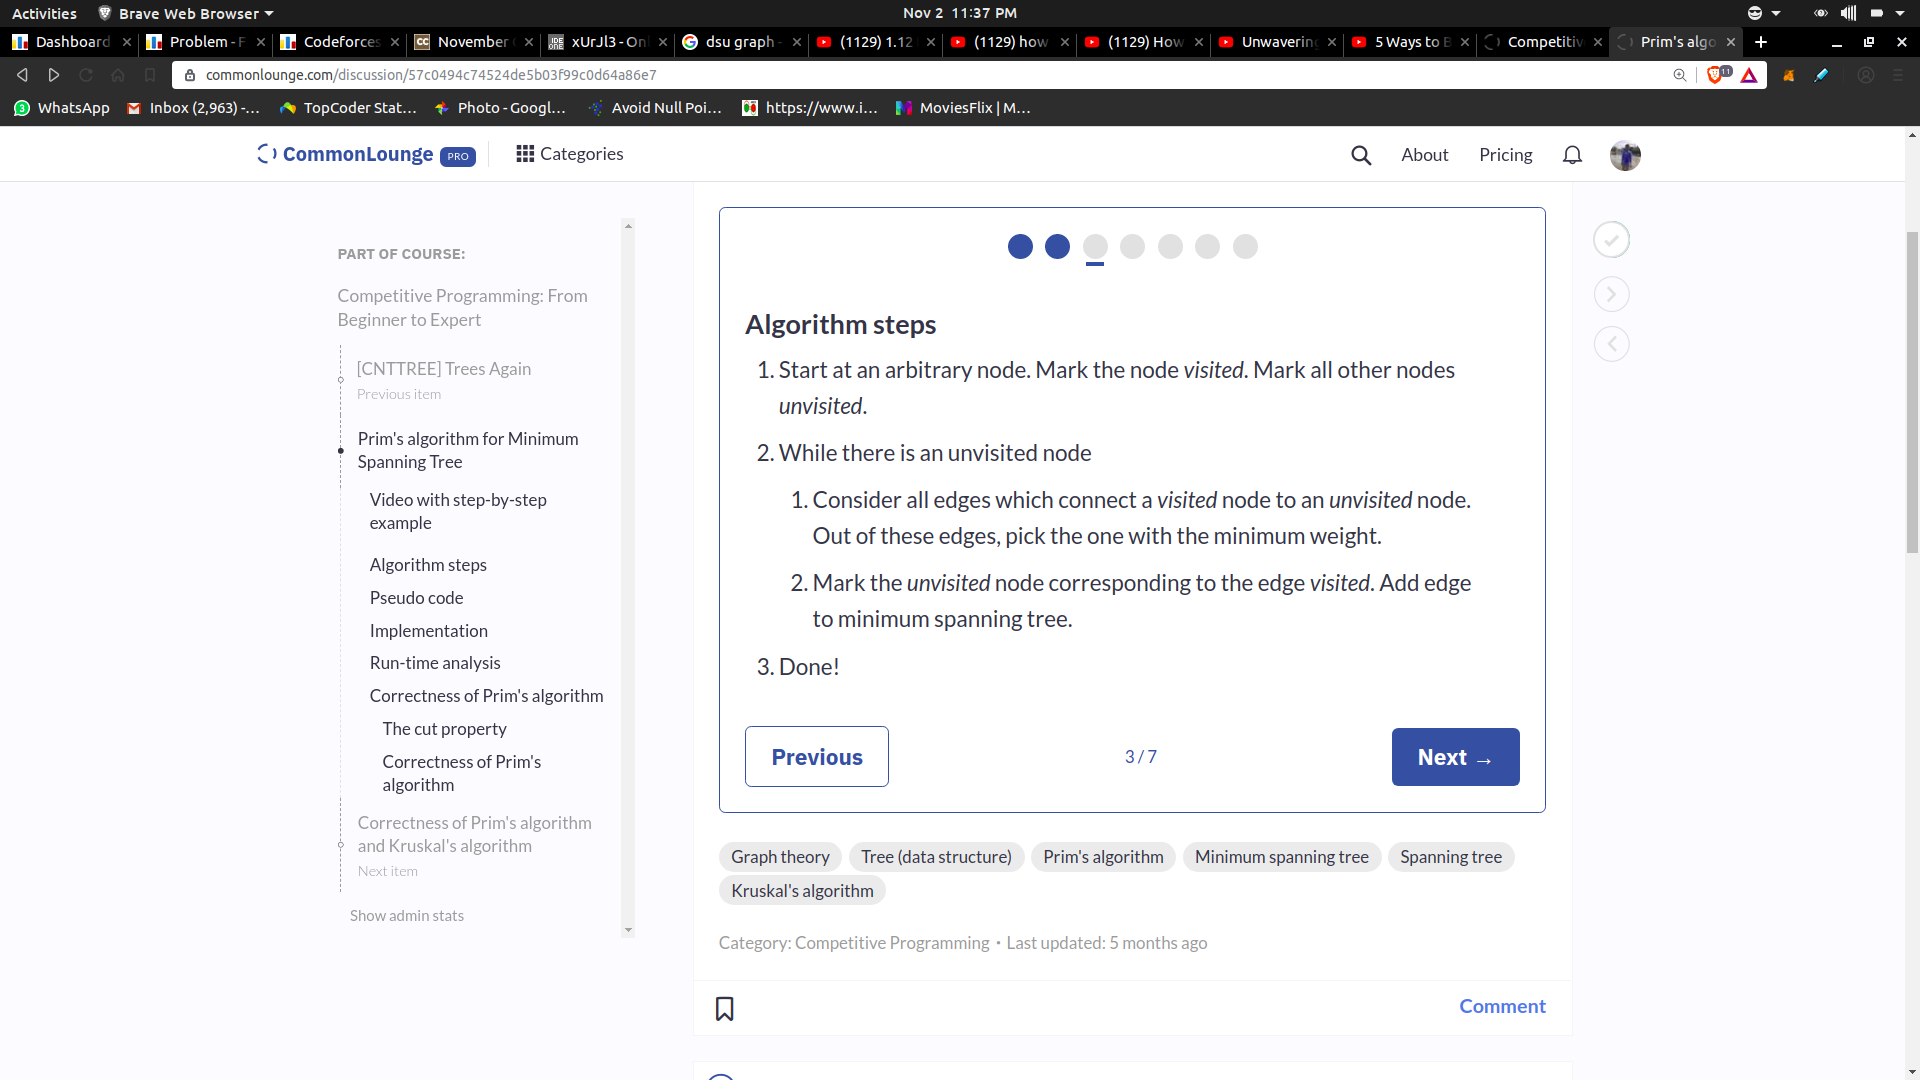 Activities Brave Web Browser Nov 2 11:37 PM
Dashboard Problem - F Codeforces November xUrJl3 - Onl dsu graph - (1129) 1.12 (1129) how (1129) How Unwavering 5 Ways to B Competitiv Prim's algo
commonlounge.com/discussion/57c0494c74524de5b03f99c0d64a86e7 11
WhatsApp Inbox (2,963) -... TopCoder Stat... Photo - Googl... Avoid Null Poi... https://www.i... MoviesFlix | M...
CommonLounge PRO Categories About Pricing
PART OF COURSE:
Competitive Programming: From
Beginner to Expert
[CNTTREE] Trees Again
Previous item
Prim's algorithm for Minimum
Spanning Tree
Video with step-by-step
example
Algorithm steps
Pseudo code
Implementation
Run-time analysis
Correctness of Prim's algorithm
The cut property
Correctness of Prim's
algorithm
Correctness of Prim's algorithm
and Kruskal's algorithm
Next item
Show admin stats
Algorithm steps
1. Start at an arbitrary node. Mark the node visited. Mark all other nodes
unvisited.
2. While there is an unvisited node
1. Consider all edges which connect a visited node to an unvisited node.
Out of these edges, pick the one with the minimum weight.
2. Mark the unvisited node corresponding to the edge visited. Add edge
to minimum spanning tree.
3. Done!
Previous 3 / 7 Next →
Graph theory Tree (data structure) Prim's algorithm Minimum spanning tree Spanning tree
Kruskal's algorithm
Category: Competitive Programming • Last updated: 5 months ago
Comment